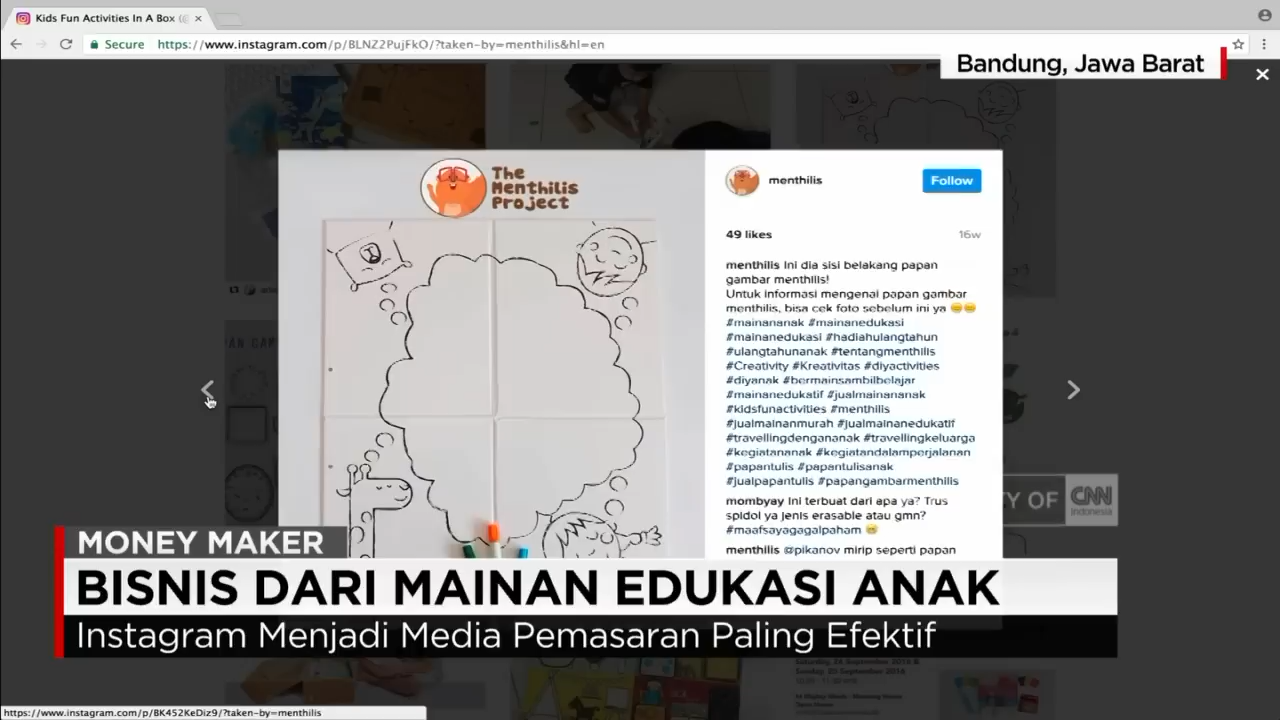 Kids Fun Activities In A Box
Secure
https://www.instagram.com/p/BLNZ2PujFkO/?taken-by=menthilis&hl=en
Bandung, Jawa Barat
The
Menthilis
Project
menthilis
Follow
49 likes
16w
menthilis Ini dia sisi belakang papan
gambar menthilis!
Untuk informasi mengenai papan gambar
menthilis, bisa cek foto sebelum ini ya 😊😊
#mainananak #mainanedukasi
#mainanedukasi #hadiahulangtahun
#ulangtahunanak #tentangmenthilis
#Creativity #Kreativitas #diyactivities
#diyanak #bermainsambilbelajar
#mainanedukatif #jualmainananak
#kidsfunactivities #menthilis
#jualmainanmurah #jualmainanedukatif
#travellingdengananak #travellingkeluarga
#kegiatananak #kegiatandalamperjalanan
#papantulis #papantulisanak
#jualpapantulis #papangambarmenthilis
mombyay Ini terbuat dari apa ya? Trus
spidol ya jenis erasable atau gmn?
#maafsayagagalpaham 😁
menthilis @pikanov mirip seperti papan
TY OF
CNN
Indonesia
MONEY MAKER
BISNIS DARI MAINAN EDUKASI ANAK
Instagram Menjadi Media Pemasaran Paling Efektif
https://www.instagram.com/p/BK452KeDiz9/?taken-by=menthilis